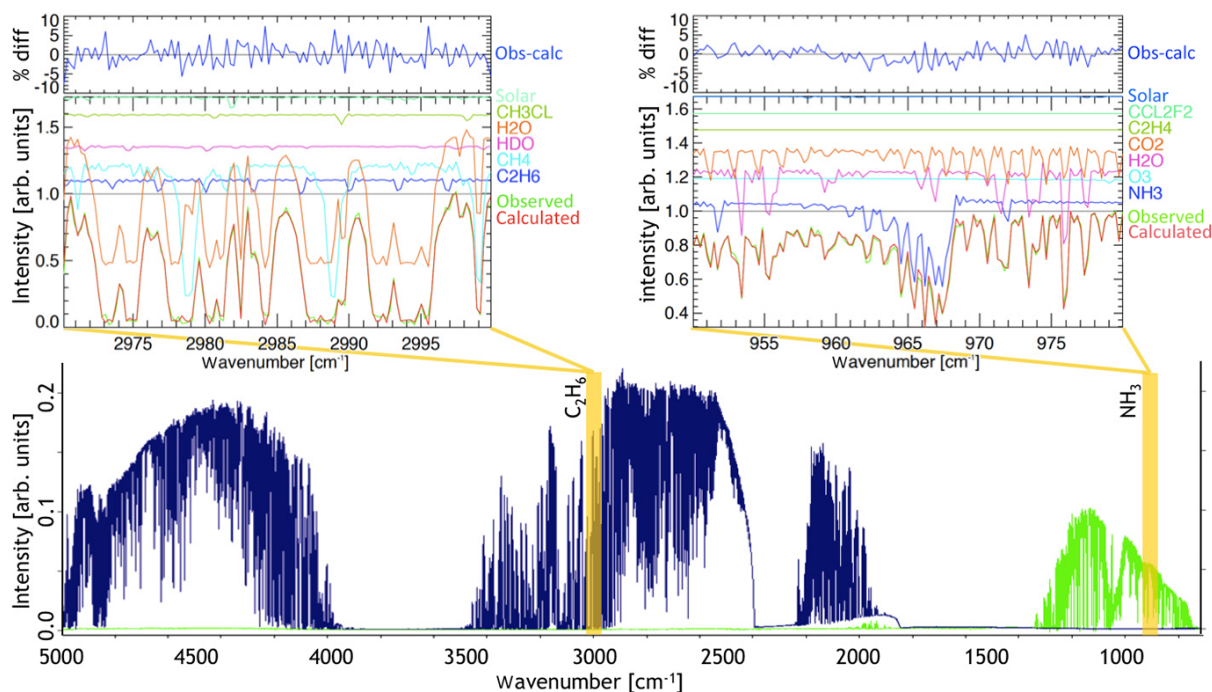 % diff
10
5
0
-5
-10
Obs-calc
Intensity [arb. units]
1.5
1.0
0.5
0.0
Solar
CH3CL
H2O
HDO
CH4
C2H6
Observed
Calculated
2975 2980 2985 2990 2995
Wavenumber [cm⁻¹]
% diff
10
5
0
-5
-10
Obs-calc
intensity [arb. units]
1.6
1.4
1.2
1.0
0.8
0.6
0.4
Solar
CCL2F2
C2H4
CO2
H2O
O3
NH3
Observed
Calculated
955 960 965 970 975
Wavenumber [cm⁻¹]
Intensity [arb. units]
0.2
0.1
0.0
C₂H₆
NH₃
5000 4500 4000 3500 3000 2500 2000 1500 1000
Wavenumber [cm⁻¹]